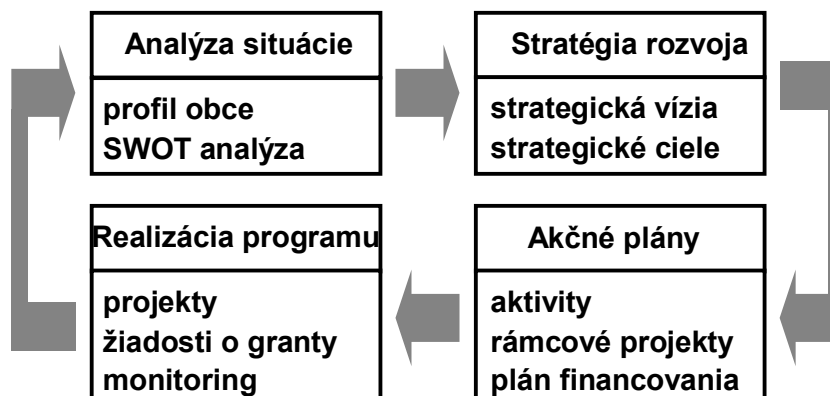 Analýza situácie
profil obce
SWOT analýza
Stratégia rozvoja
strategická vízia
strategické ciele
Realizácia programu
projekty
žiadosti o granty
monitoring
Akčné plány
aktivity
rámcové projekty
plán financovania